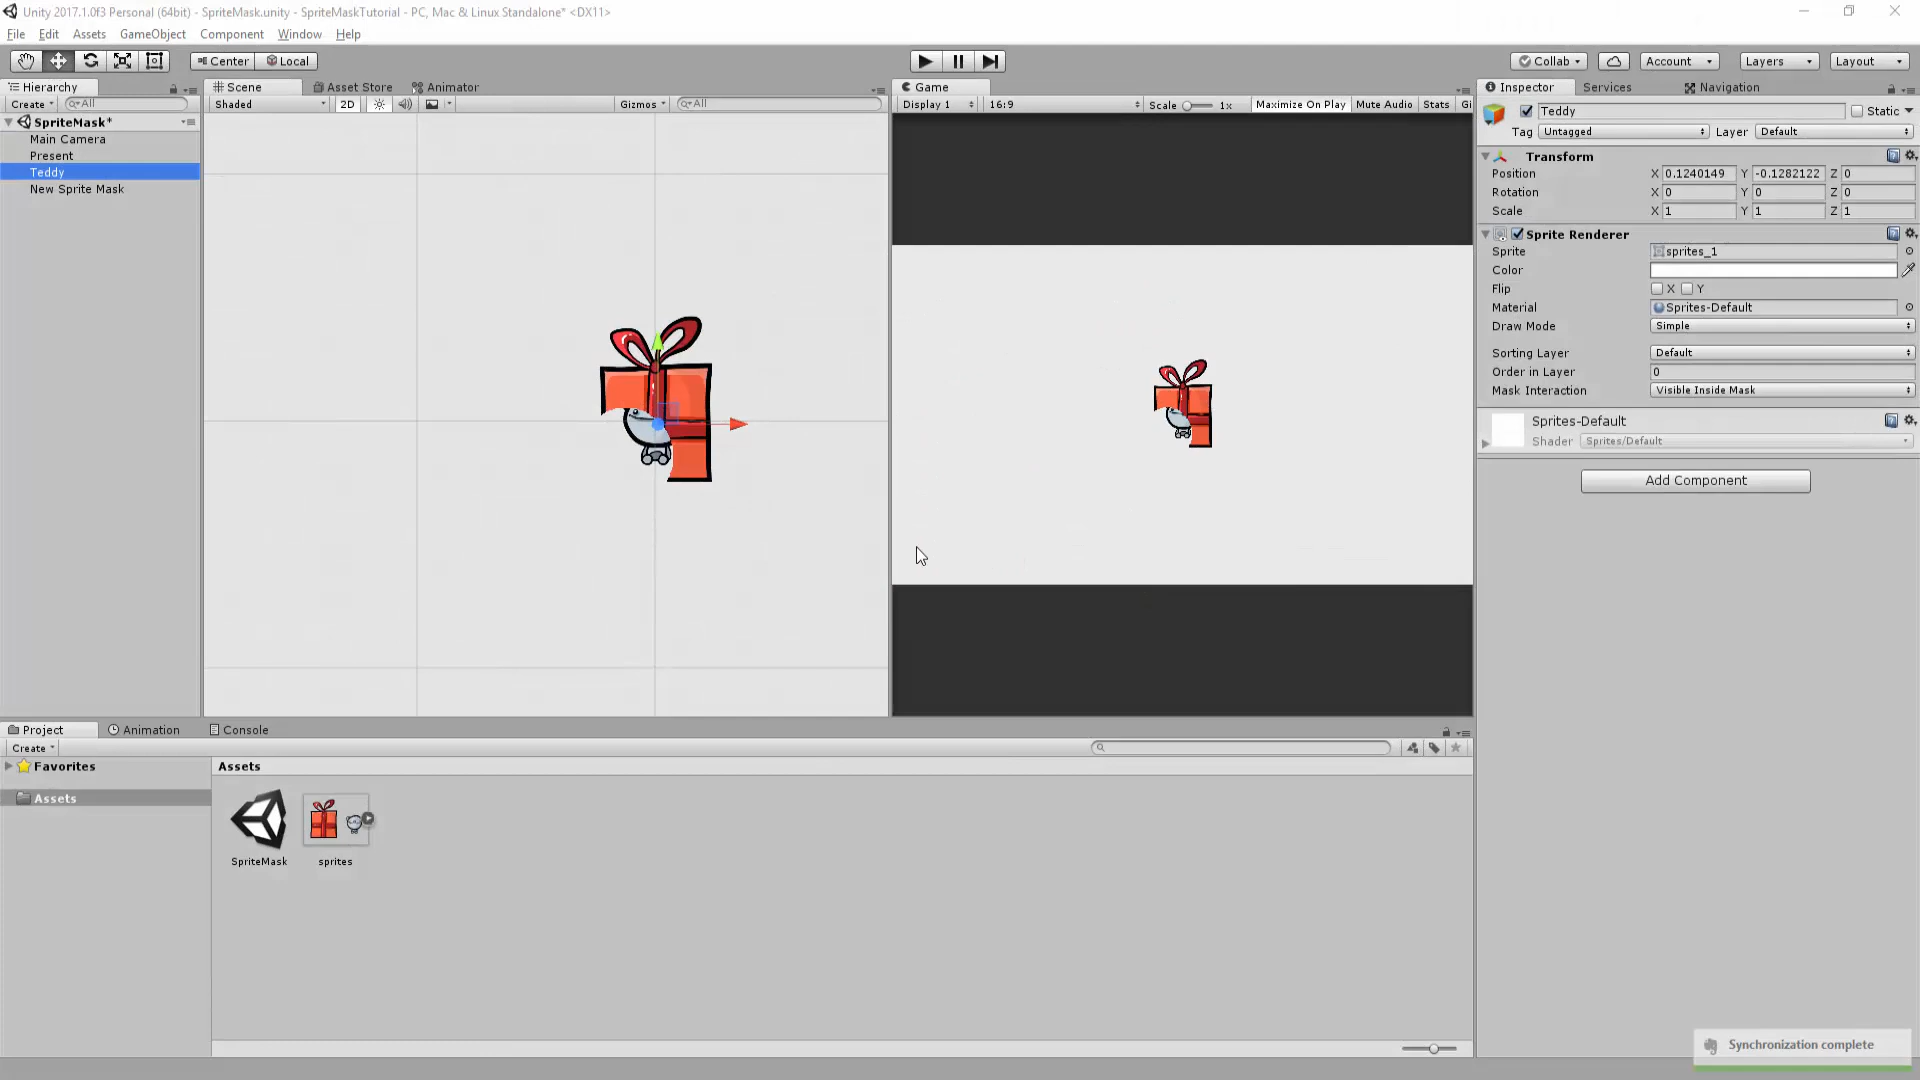 Unity 2017.1.0f3 Personal (64bit) - SpriteMask.unity - SpriteMaskTutorial - PC, Mac & Linux Standalone* <DX11>
File Edit Assets GameObject Component Window Help
Center Local Collab Account Layers Layout
Hierarchy Scene Asset Store Animator Game Inspector Services Navigation
Create All Shaded 2D Gizmos All Display 1 16:9 Scale 1x Maximize On Play Mute Audio Stats Gi
Teddy Static
SpriteMask*
Tag Untagged Layer Default
Main Camera
Present
Teddy
New Sprite Mask
Transform
Position X 0.1240149 Y -0.1282122 Z 0
Rotation X 0 Y 0 Z 0
Scale X 1 Y 1 Z 1
Sprite Renderer
Sprite sprites_1
Color
Flip X Y
Material Sprites-Default
Draw Mode Simple
Sorting Layer Default
Order in Layer 0
Mask Interaction Visible Inside Mask
Sprites-Default
Shader Sprites/Default
Add Component
Project Animation Console
Create
Favorites Assets
Assets
SpriteMask sprites
Synchronization complete